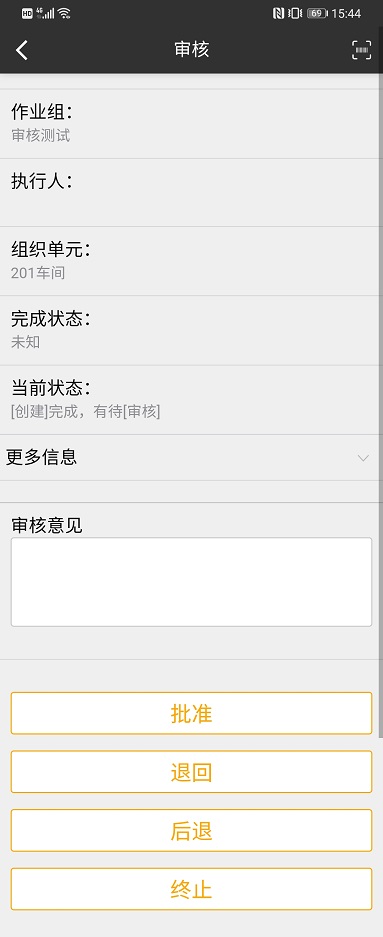 HD 4G 69 15:44
审核
作业组：
审核测试
执行人：
组织单元：
201车间
完成状态：
未知
当前状态：
[创建]完成，有待[审核]
更多信息
审核意见
批准
退回
后退
终止